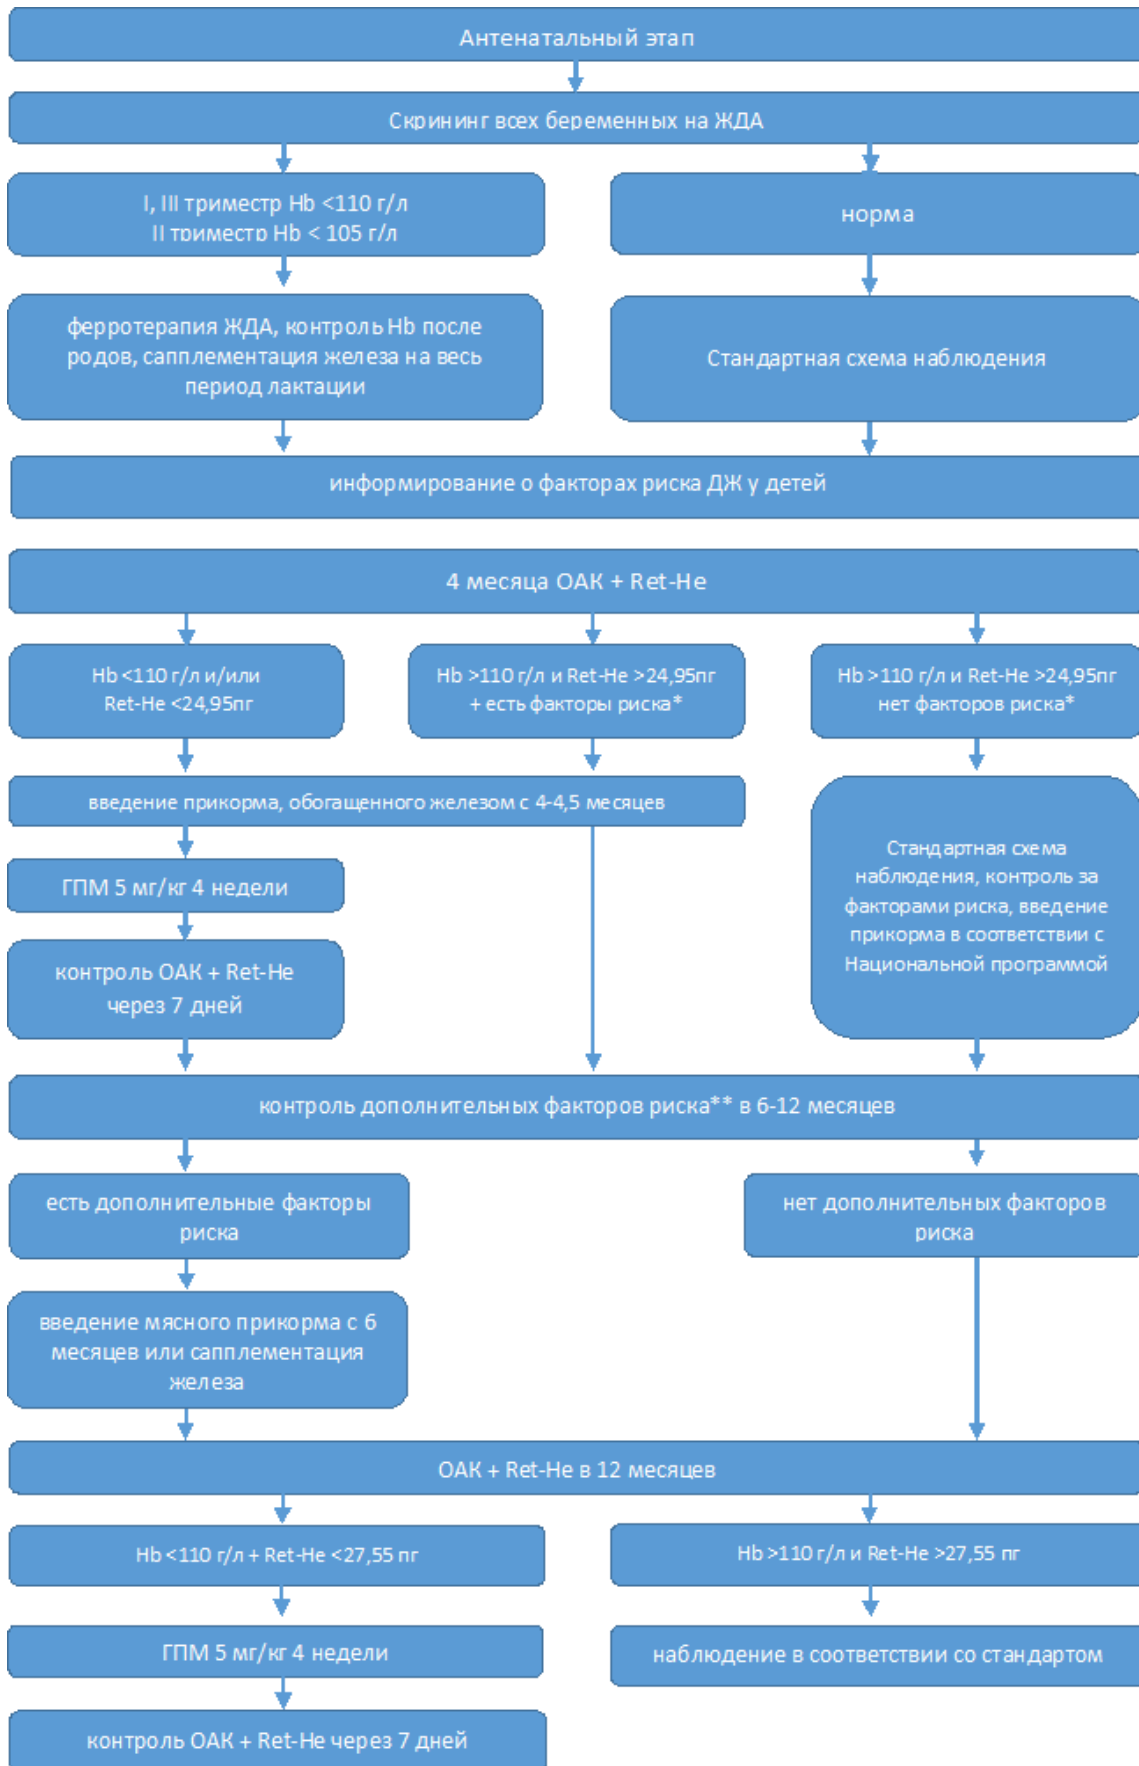 Антенатальный этап
Скрининг всех беременных на ЖДА
I, III триместр Hb <110 г/л
II триместр Hb < 105 г/л
норма
ферротерапия ЖДА, контроль Hb после
родов, сапплементация железа на весь
период лактации
Стандартная схема наблюдения
информирование о факторах риска ДЖ у детей
4 месяца ОАК + Ret-He
Hb <110 г/л и/или
Ret-He <24,95пг
Hb >110 г/л и Ret-He >24,95пг
+ есть факторы риска*
Hb >110 г/л и Ret-He >24,95пг
нет факторов риска*
введение прикорма, обогащенного железом с 4-4,5 месяцев
ГПМ 5 мг/кг 4 недели
контроль ОАК + Ret-He
через 7 дней
Стандартная схема
наблюдения, контроль за
факторами риска, введение
прикорма в соответствии с
Национальной программой
контроль дополнительных факторов риска** в 6-12 месяцев
есть дополнительные факторы
риска
нет дополнительных факторов
риска
введение мясного прикорма с 6
месяцев или сапплементация
железа
ОАК + Ret-He в 12 месяцев
Hb <110 г/л + Ret-He <27,55 пг
Hb >110 г/л и Ret-He >27,55 пг
ГПМ 5 мг/кг 4 недели
наблюдение в соответствии со стандартом
контроль ОАК + Ret-He через 7 дней